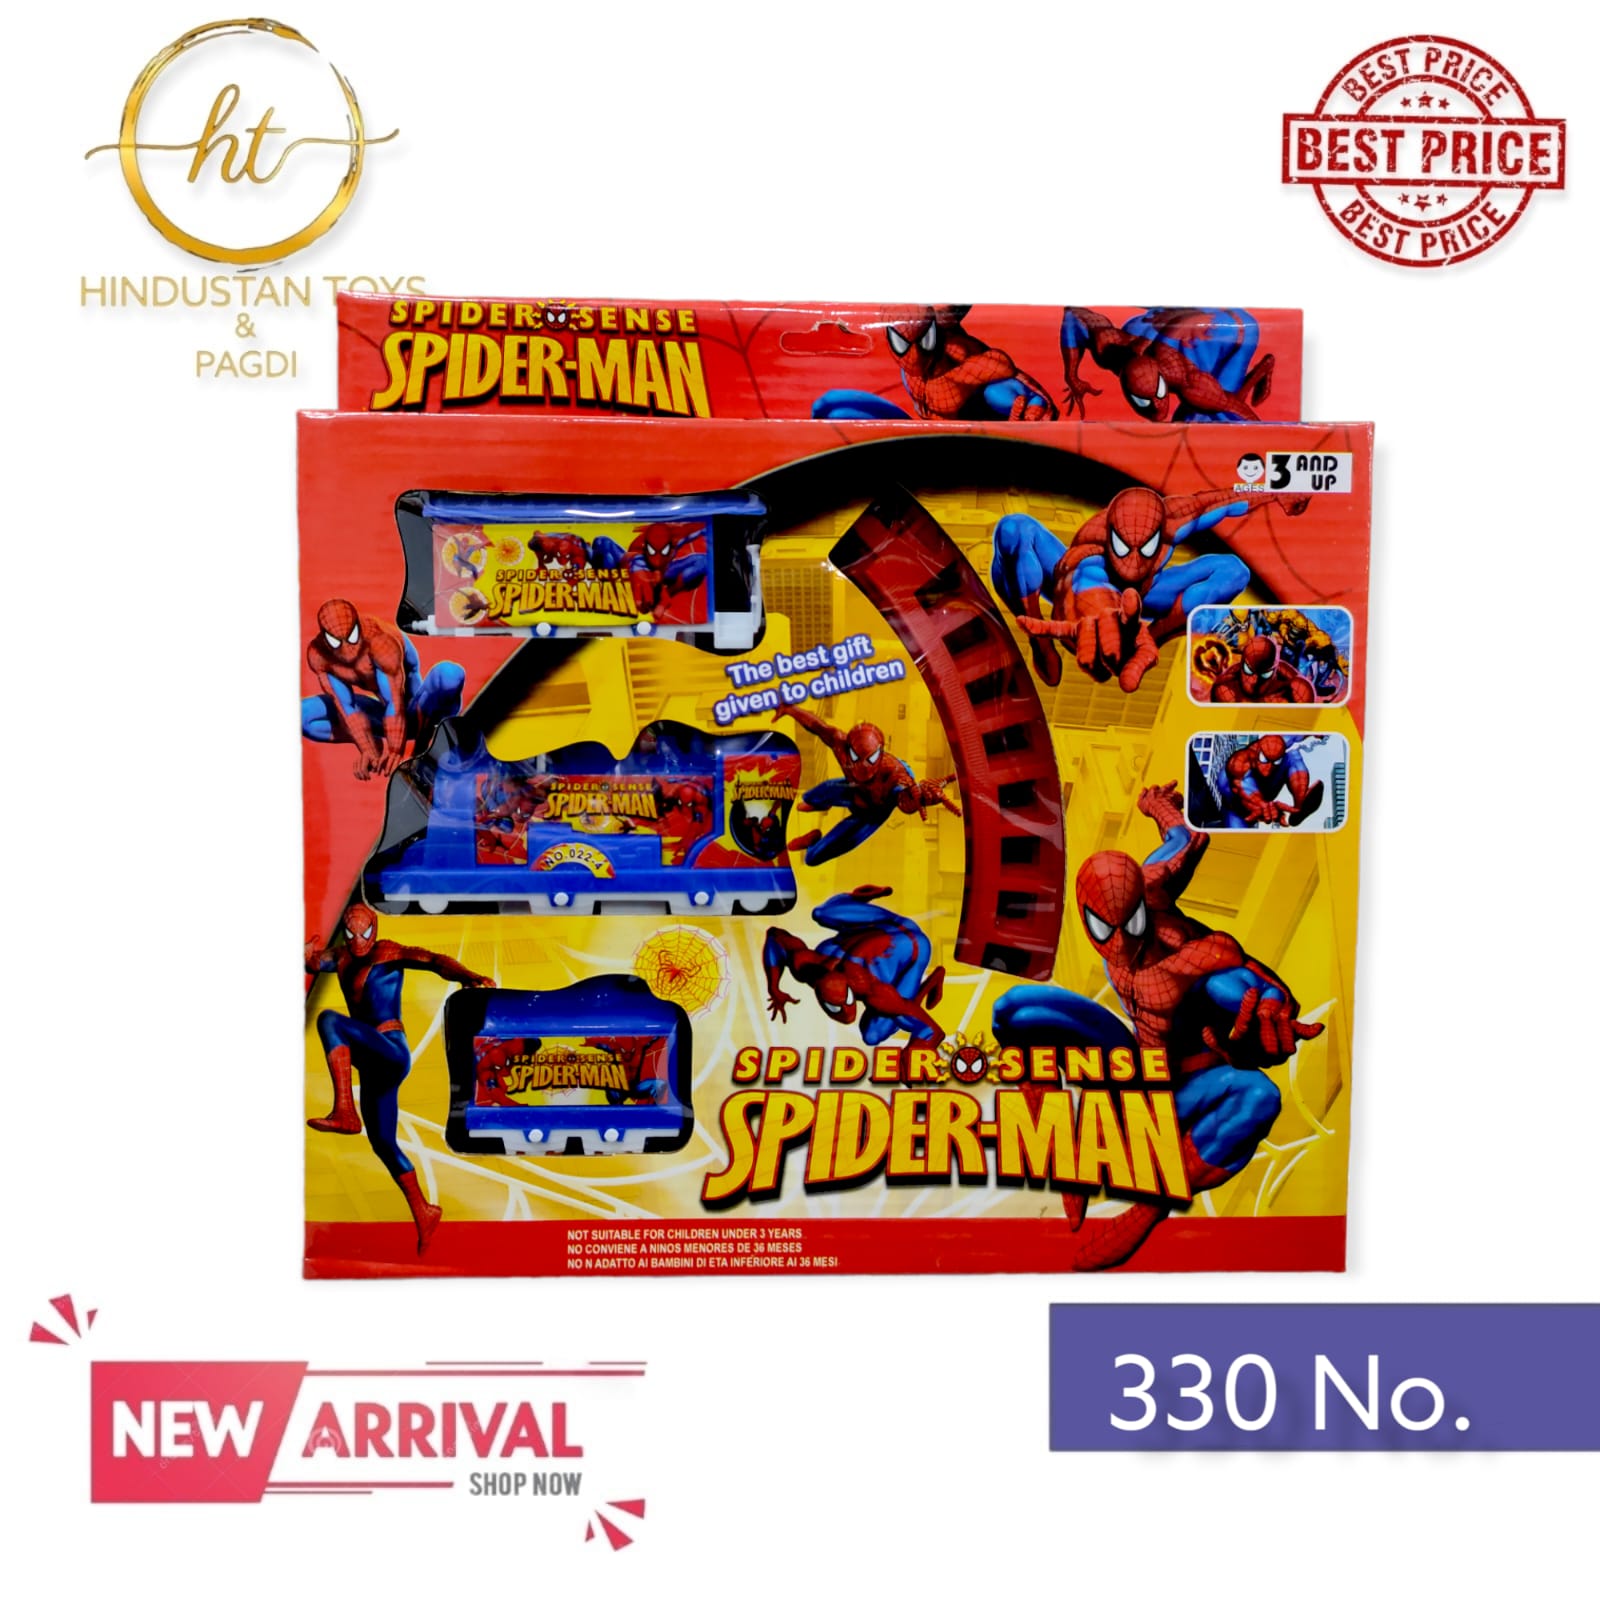 ht
HINDUSTAN TOYS
&
PAGDI
BEST PRICE
BEST PRICE
BEST PRICE
SPIDER SENSE
SPIDER-MAN
AGES 3 AND UP
SPIDER SENSE
SPIDER-MAN
The best gift
given to children
SPIDER SENSE
SPIDER-MAN
SPIDER-MAN
NO.022-4
SPIDER SENSE
SPIDER-MAN
SPIDER SENSE
SPIDER-MAN
NOT SUITABLE FOR CHILDREN UNDER 3 YEARS
NO CONVIENE A NINOS MENORES DE 36 MESES
NO N ADATTO AI BAMBINI DI ETA INFERIORE AI 36 MESI
NEW ARRIVAL
SHOP NOW
330 No.